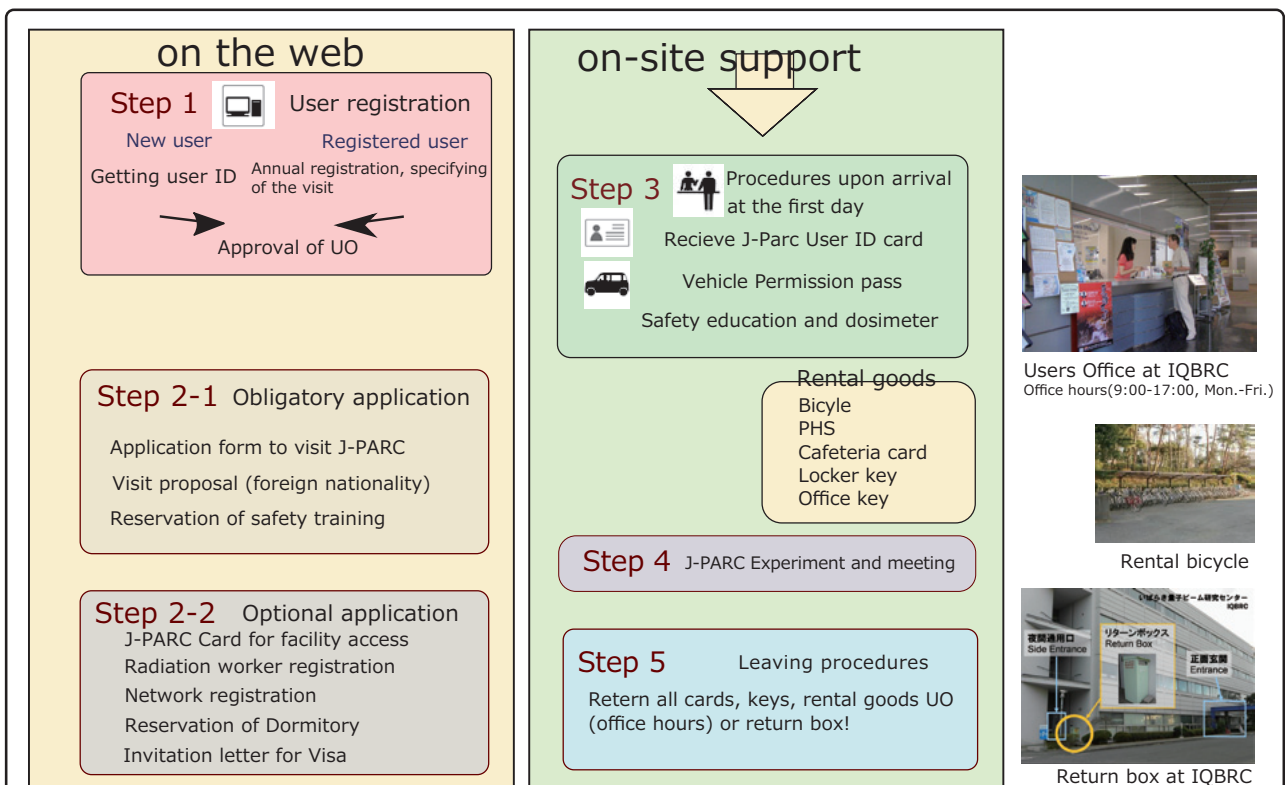 on the web
Step 1 User registration
New user Registered user
Getting user ID Annual registration, specifying
of the visit
Approval of UO
Step 2-1 Obligatory application
Application form to visit J-PARC
Visit proposal (foreign nationality)
Reservation of safety training
Step 2-2 Optional application
J-PARC Card for facility access
Radiation worker registration
Network registration
Reservation of Dormitory
Invitation letter for Visa
on-site support
Step 3 Procedures upon arrival
at the first day
Recieve J-Parc User ID card
Vehicle Permission pass
Safety education and dosimeter
Rental goods
Bicyle
PHS
Cafeteria card
Locker key
Office key
Step 4 J-PARC Experiment and meeting
Step 5 Leaving procedures
Retern all cards, keys, rental goods UO
(office hours) or return box!
Users Office at IQBRC
Office hours(9:00-17:00, Mon.-Fri.)
Rental bicycle
いばらき量子ビーム研究センター
IQBRC
夜間通用口
Side Entrance
リターンボックス
Return Box
正面玄関
Entrance
Return box at IQBRC